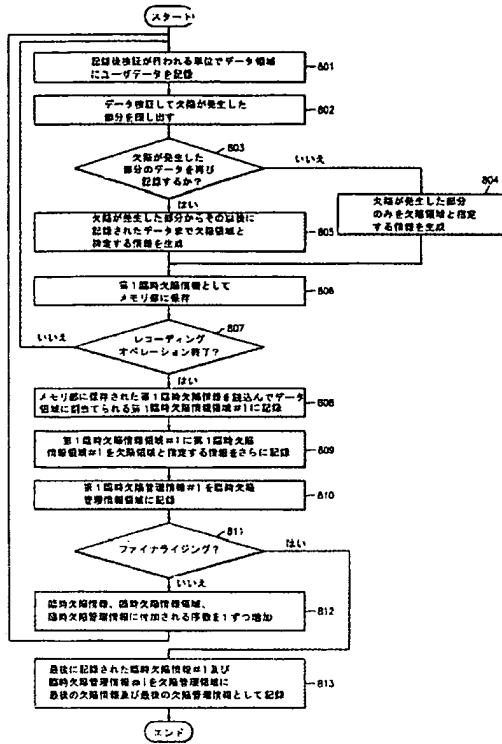 スタート
記録後検証が行われる単位でデータ領域
にユーザデータを記録
801
データ検証して欠陥が発生した
部分を探し出す
802
欠陥が発生した
部分のデータを再び
記録するか?
803
いいえ
はい
欠陥が発生した部分
のみを欠陥領域と指定
する情報を生成
804
欠陥が発生した部分からその以後に
記録されたデータまで欠陥領域と
指定する情報を生成
805
第1臨時欠陥情報として
メモリ部に保存
806
レコーディング
オペレーション終了?
807
いいえ
はい
メモリ部に保存された第1臨時欠陥情報を読込んでデータ
領域に割当てられる第1臨時欠陥情報領域#1に記録
808
第1臨時欠陥情報領域#1に第1臨時欠陥
情報領域#1を欠陥領域と指定する情報をさらに記録
809
第1臨時欠陥管理情報#1を臨時欠陥
管理情報領域に記録
810
ファイナライジング?
811
はい
いいえ
臨時欠陥情報、臨時欠陥情報領域、
臨時欠陥管理情報に付加される序数を1ずつ増加
812
最後に記録された臨時欠陥情報#i及び
臨時欠陥管理情報#iを欠陥管理領域に
最後の欠陥情報及び最後の欠陥管理情報として記録
813
エンド